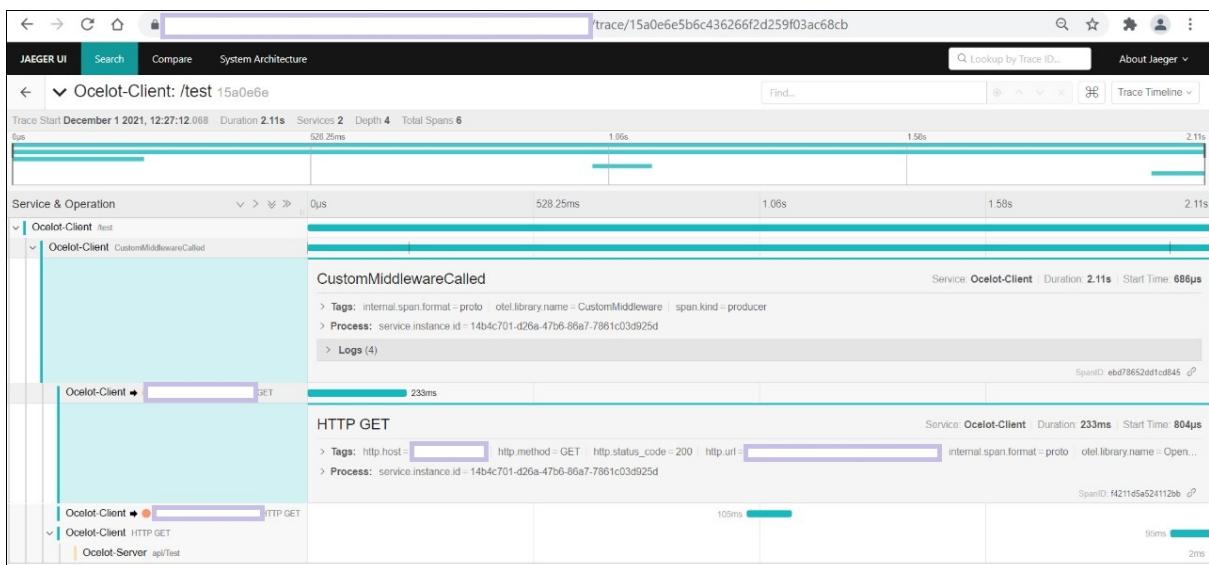 /trace/15a0e6e5b6c436266f2d259f03ac68cb
JAEGER UI Search Compare System Architecture Lookup by Trace ID... About Jaeger
Ocelot-Client: /test 15a0e6e Find... Trace Timeline
Trace Start December 1 2021, 12:27:12.068 Duration 2.11s Services 2 Depth 4 Total Spans 6
0μs 528.25ms 1.06s 1.58s 2.11s
Service & Operation 0μs 528.25ms 1.06s 1.58s 2.11s
Ocelot-Client /test
Ocelot-Client CustomMiddlewareCalled
CustomMiddlewareCalled Service: Ocelot-Client Duration: 2.11s Start Time: 686μs
> Tags: internal.span.format = proto otel.library.name = CustomMiddleware span.kind = producer
> Process: service.instance.id = 14b4c701-d26a-47b6-86a7-7861c03d925d
> Logs (4)
SpanID: ebd78652dd1cd845
Ocelot-Client GET 233ms
HTTP GET Service: Ocelot-Client Duration: 233ms Start Time: 804μs
> Tags: http.host = http.method = GET http.status_code = 200 http.url = internal.span.format = proto otel.library.name = Open...
> Process: service.instance.id = 14b4c701-d26a-47b6-86a7-7861c03d925d
SpanID: f4211d5a524112bb
Ocelot-Client HTTP GET 105ms
Ocelot-Client HTTP GET 95ms
Ocelot-Server api/Test 2ms